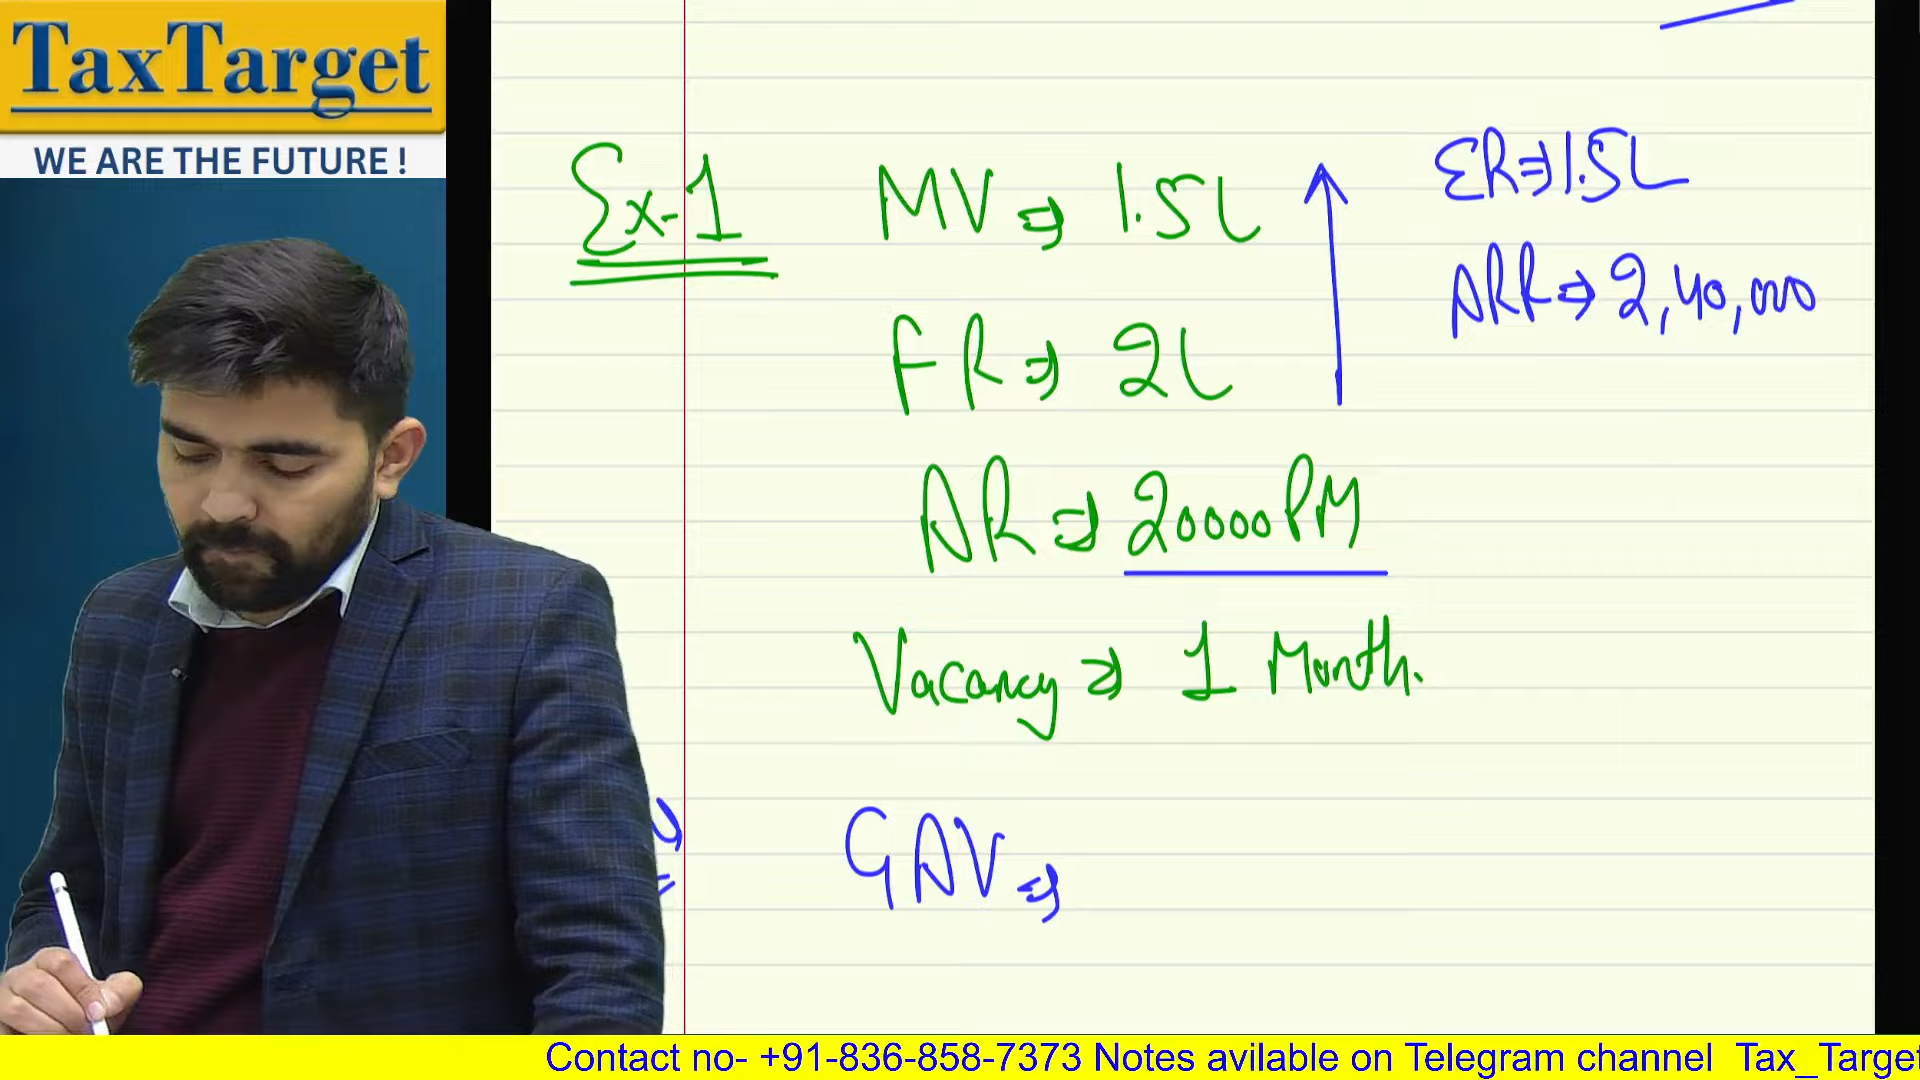 TaxTarget
WE ARE THE FUTURE !
Ex-1
MV ⇒ 1.5L
FR ⇒ 2L
AR ⇒ 20000 PM
Vacancy ⇒ 1 Month.
GAV ⇒
ER ⇒ 1.5L
ARR ⇒ 2,40,000
Contact no- +91-836-858-7373 Notes avilable on Telegram channel Tax_Target